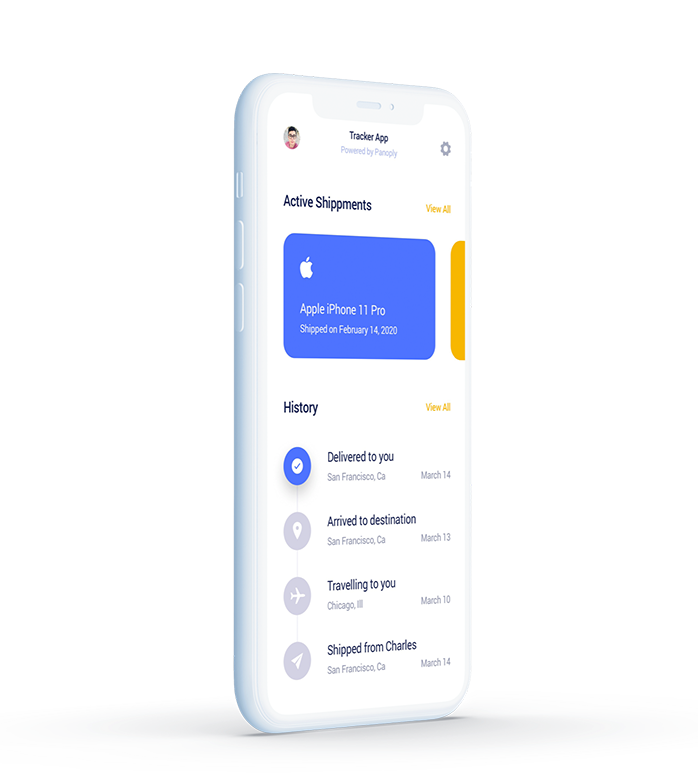 Tracker App
Powered by Panoply
Active Shippments
View All
Apple iPhone 11 Pro
Shipped on February 14, 2020
History
View All
Delivered to you
San Francisco, Ca
March 14
Arrived to destination
San Francisco, Ca
March 13
Travelling to you
Chicago, Ill
March 10
Shipped from Charles
San Francisco, Ca
March 14